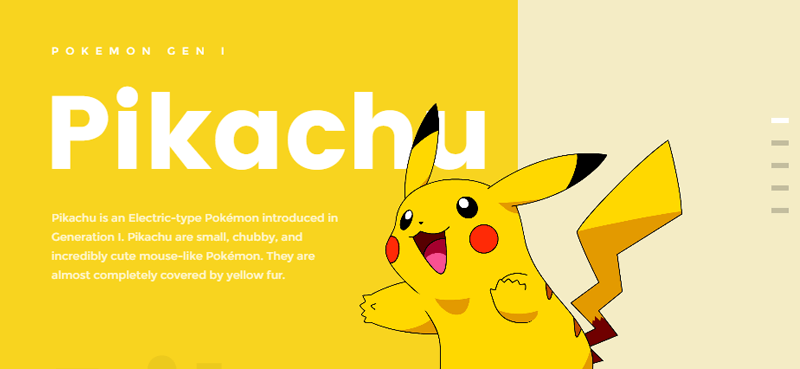 POKEMON GEN I
Pikachu
Pikachu is an Electric-type Pokémon introduced in
Generation I. Pikachu are small, chubby, and
incredibly cute mouse-like Pokémon. They are
almost completely covered by yellow fur.